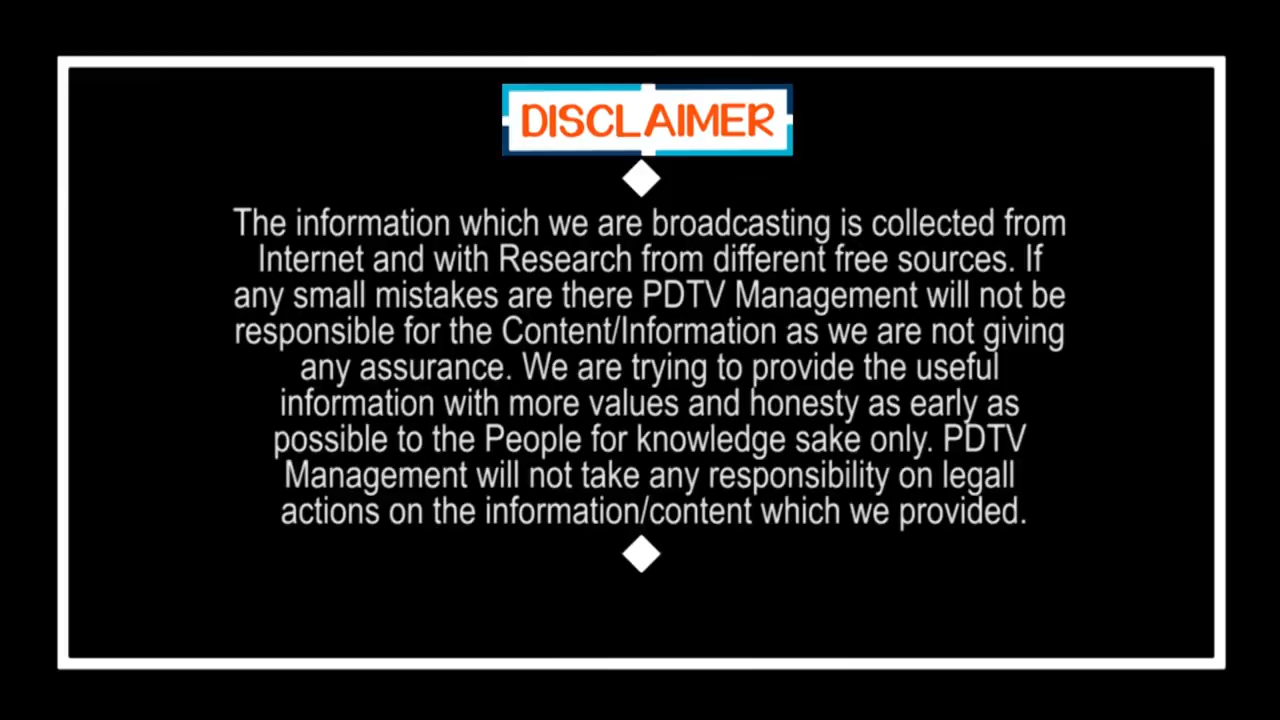 DISCLAIMER
The information which we are broadcasting is collected from
Internet and with Research from different free sources. If
any small mistakes are there PDTV Management will not be
responsible for the Content/Information as we are not giving
any assurance. We are trying to provide the useful
information with more values and honesty as early as
possible to the People for knowledge sake only. PDTV
Management will not take any responsibility on legall
actions on the information/content which we provided.